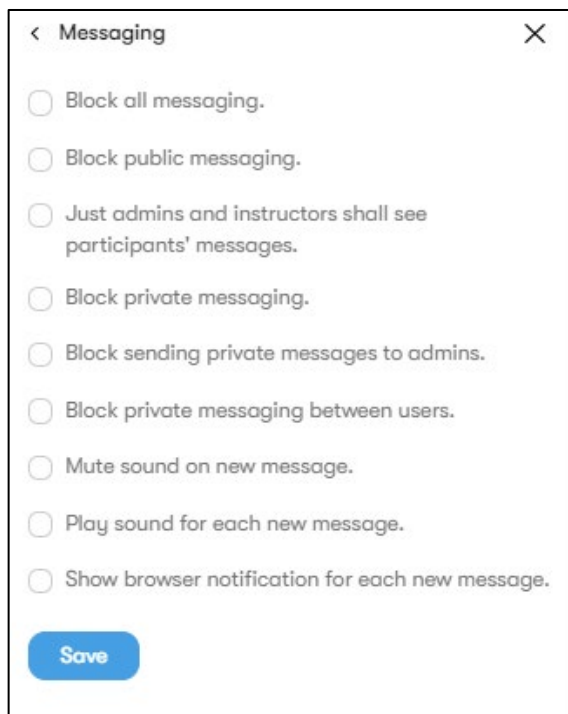 Messaging
Block all messaging.
Block public messaging.
Just admins and instructors shall see
participants' messages.
Block private messaging.
Block sending private messages to admins.
Block private messaging between users.
Mute sound on new message.
Play sound for each new message.
Show browser notification for each new message.
Save